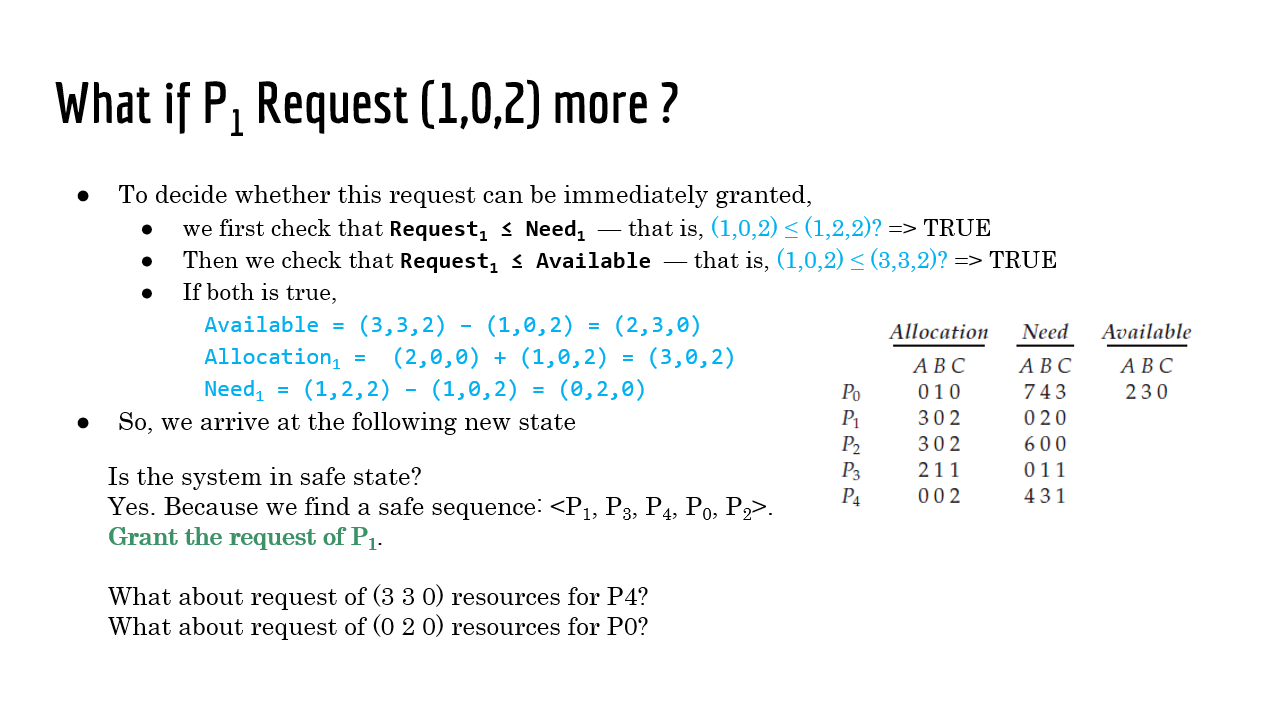 What if P₁ Request (1,0,2) more ?
● To decide whether this request can be immediately granted,
● we first check that Request₁ ≤ Need₁ — that is, (1,0,2) ≤ (1,2,2)? => TRUE
● Then we check that Request₁ ≤ Available — that is, (1,0,2) ≤ (3,3,2)? => TRUE
● If both is true,
Available = (3,3,2) – (1,0,2) = (2,3,0)
Allocation₁ = (2,0,0) + (1,0,2) = (3,0,2)
Need₁ = (1,2,2) – (1,0,2) = (0,2,0)
● So, we arrive at the following new state
Is the system in safe state?
Yes. Because we find a safe sequence: <P₁, P₃, P₄, P₀, P₂>.
Grant the request of P₁.
What about request of (3 3 0) resources for P4?
What about request of (0 2 0) resources for P0?
Allocation Need Available
A B C A B C A B C
P₀ 0 1 0 7 4 3 2 3 0
P₁ 3 0 2 0 2 0
P₂ 3 0 2 6 0 0
P₃ 2 1 1 0 1 1
P₄ 0 0 2 4 3 1